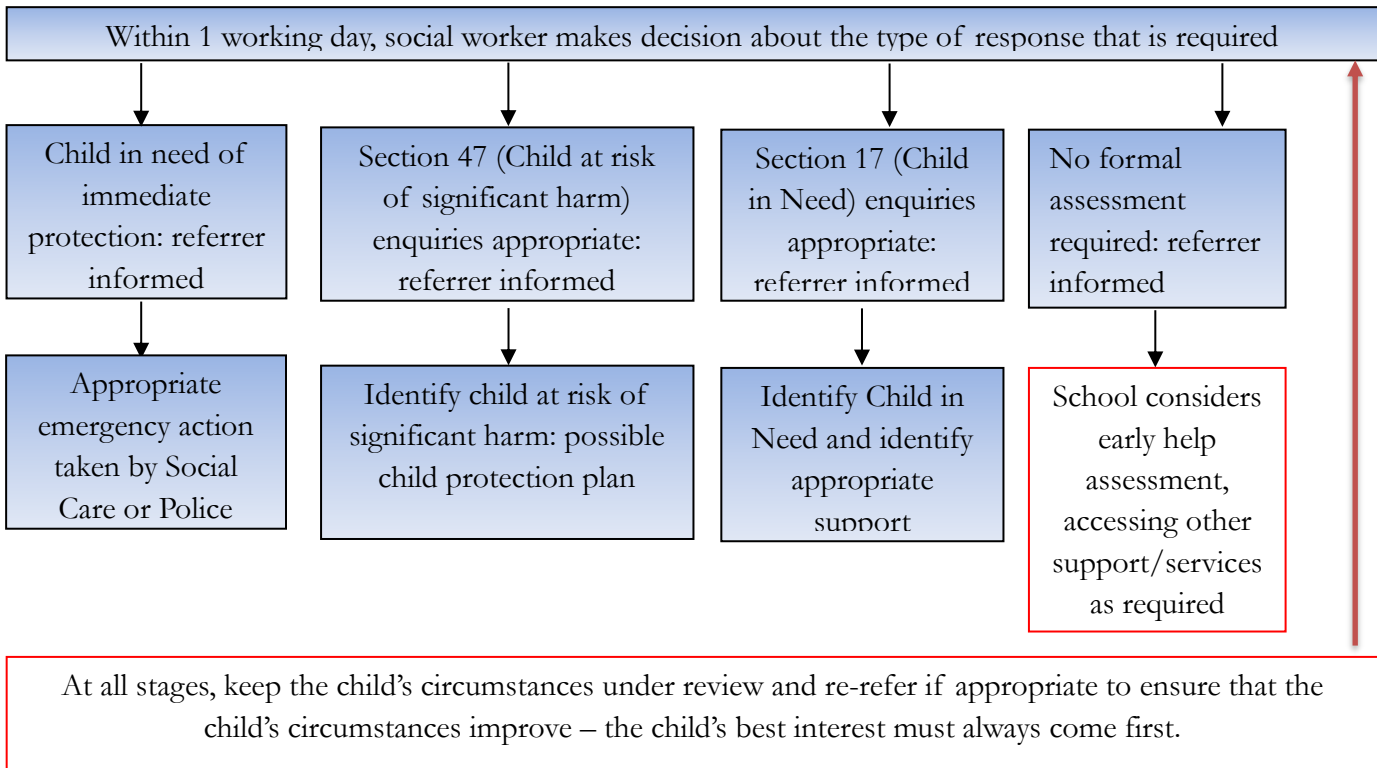 Within 1 working day, social worker makes decision about the type of response that is required
Child in need of
immediate
protection: referrer
informed
Section 47 (Child at risk
of significant harm)
enquiries appropriate:
referrer informed
Section 17 (Child
in Need) enquiries
appropriate:
referrer informed
No formal
assessment
required: referrer
informed
Appropriate
emergency action
taken by Social
Care or Police
Identify child at risk of
significant harm: possible
child protection plan
Identify Child in
Need and identify
appropriate
support
School considers
early help
assessment,
accessing other
support/services
as required
At all stages, keep the child’s circumstances under review and re-refer if appropriate to ensure that the
child’s circumstances improve – the child’s best interest must always come first.